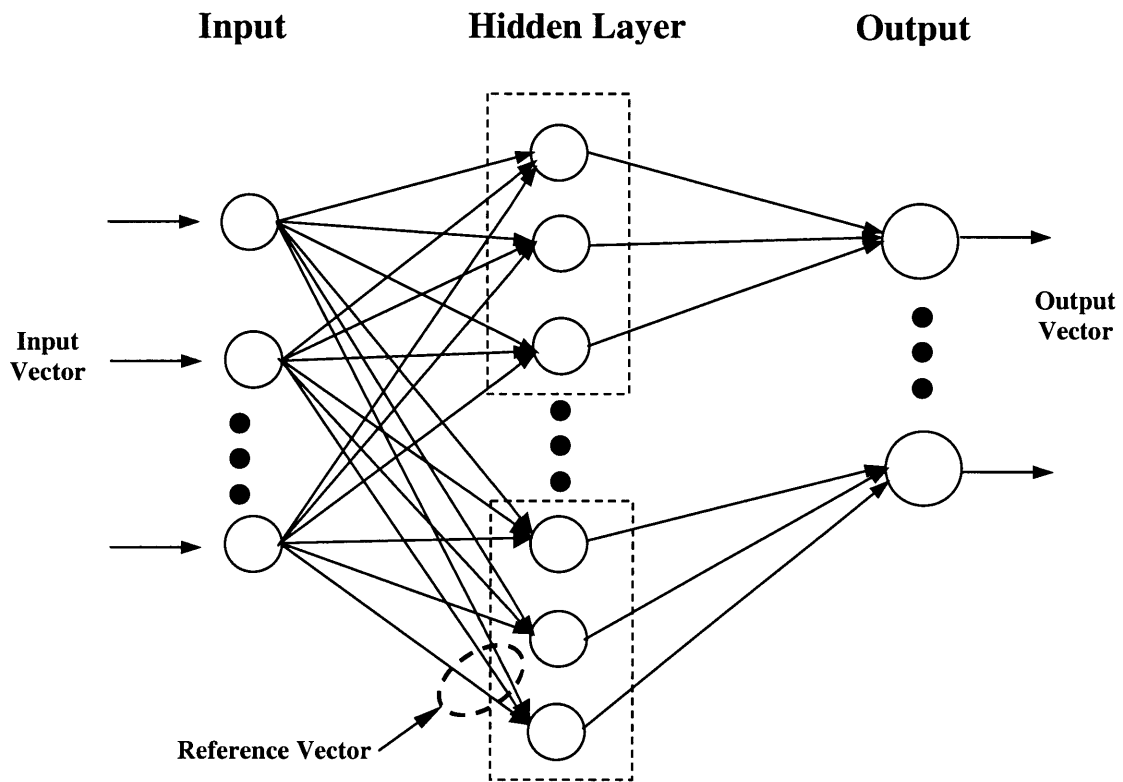 Input
Hidden Layer
Output
Input
Vector
Output
Vector
Reference Vector